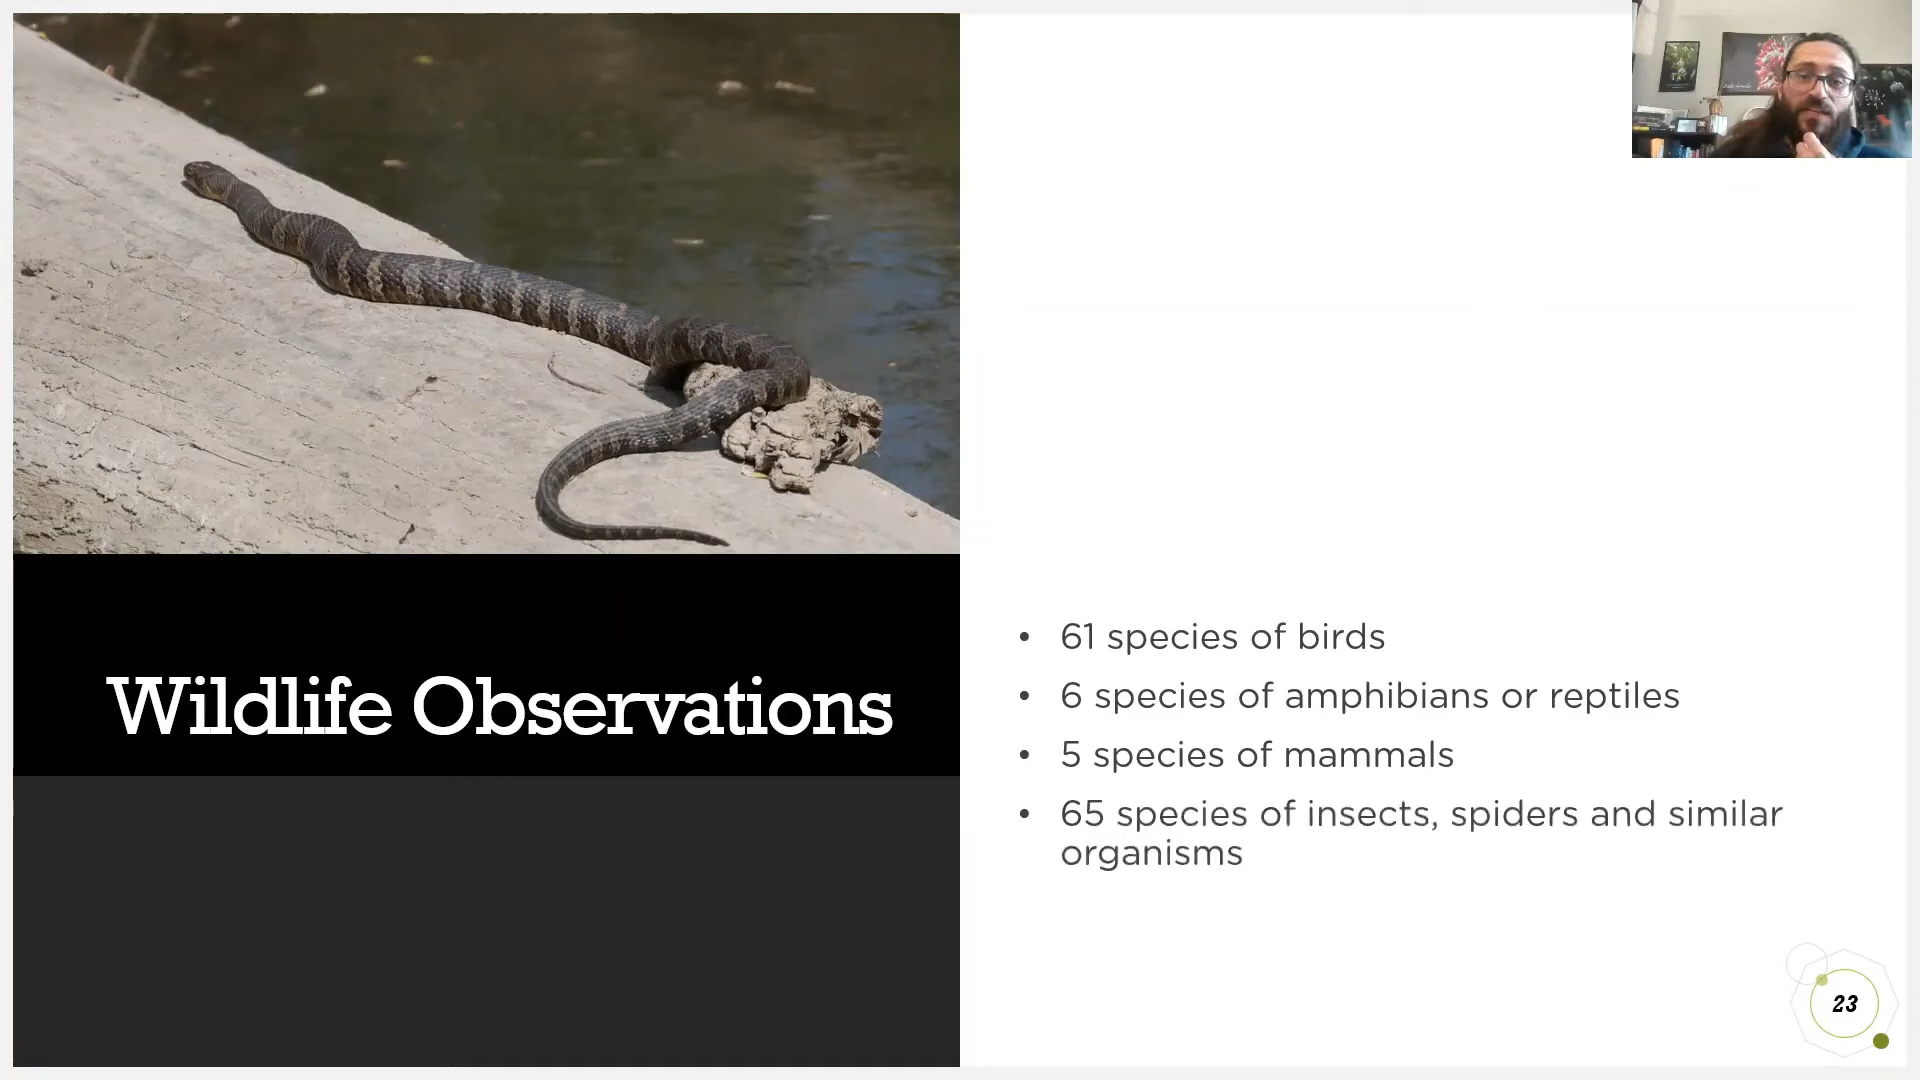 Wildlife Observations
• 61 species of birds
• 6 species of amphibians or reptiles
• 5 species of mammals
• 65 species of insects, spiders and similar
organisms
23